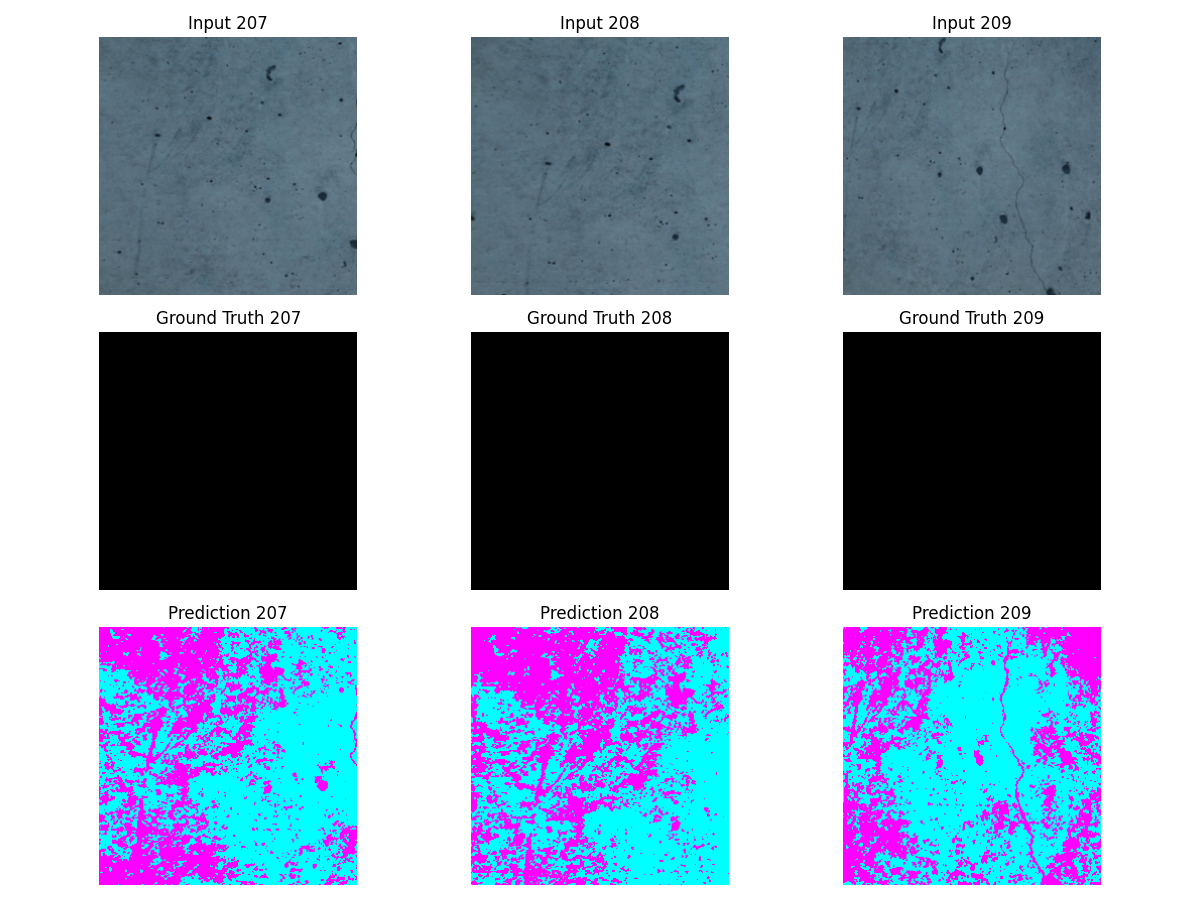 Input 207
Input 208
Input 209
Ground Truth 207
Ground Truth 208
Ground Truth 209
Prediction 207
Prediction 208
Prediction 209